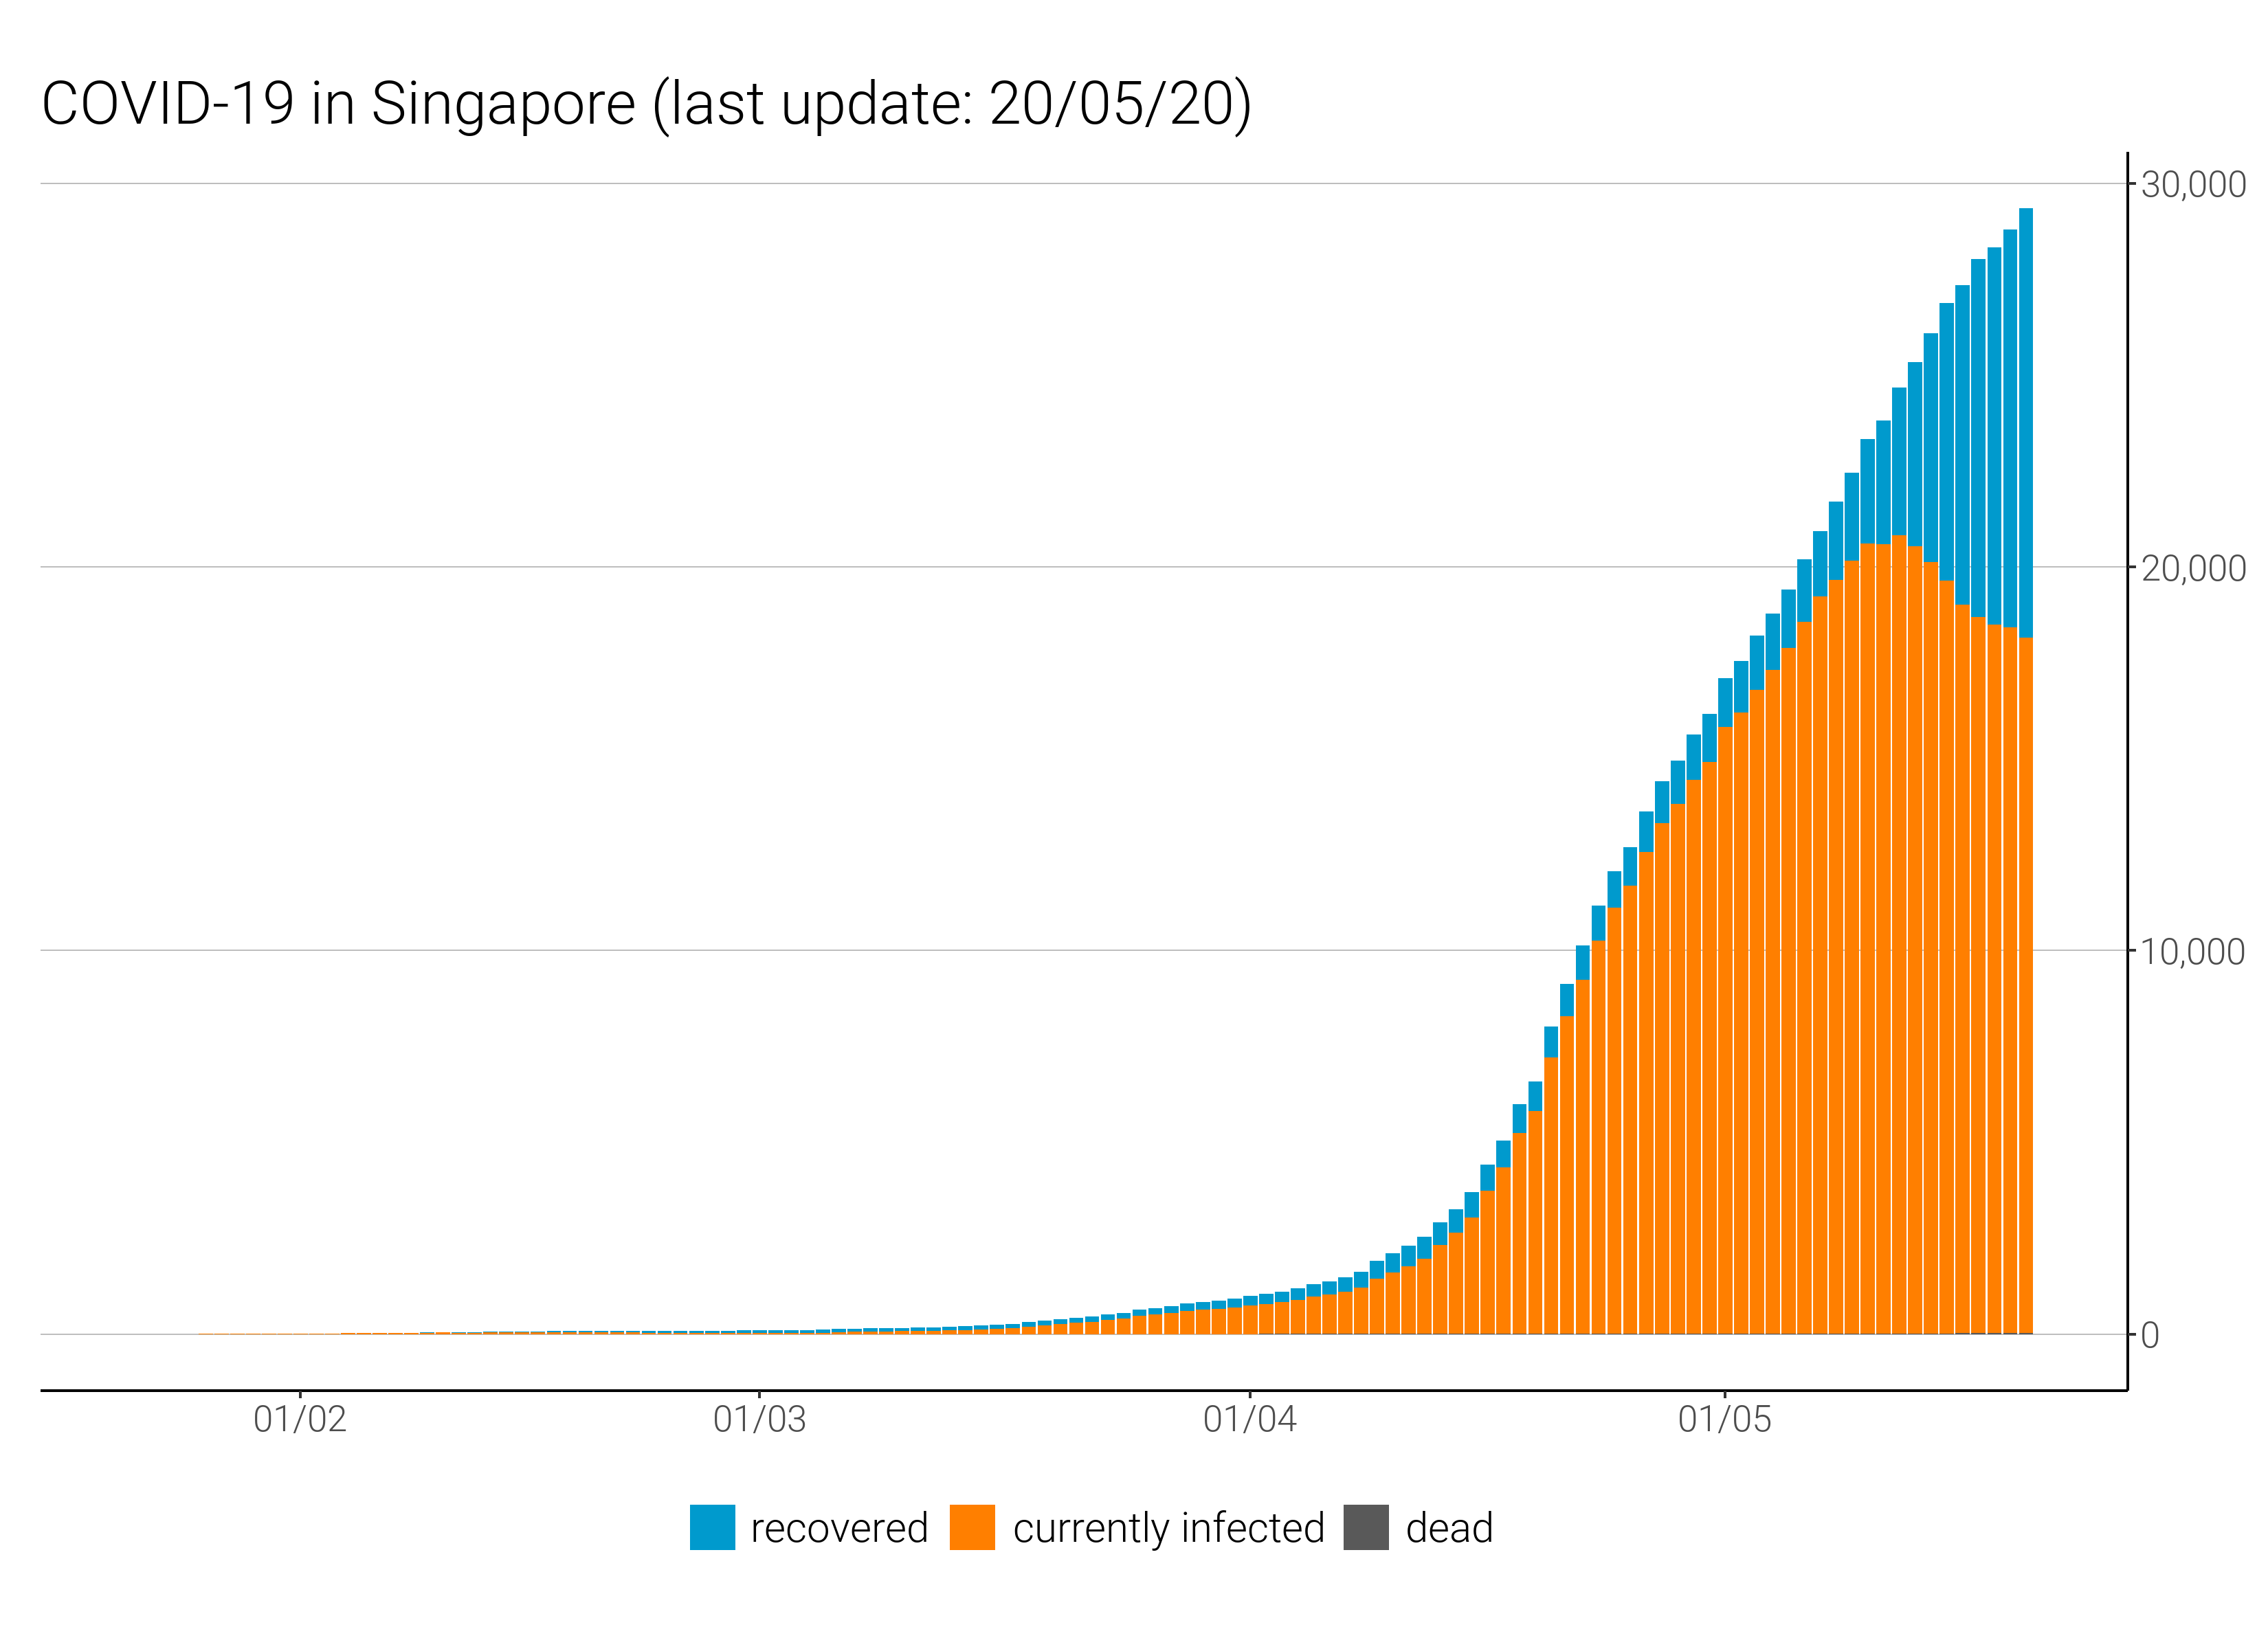 COVID-19 in Singapore (last update: 20/05/20)
30,000
20,000
10,000
0
01/02 01/03 01/04 01/05
recovered currently infected dead